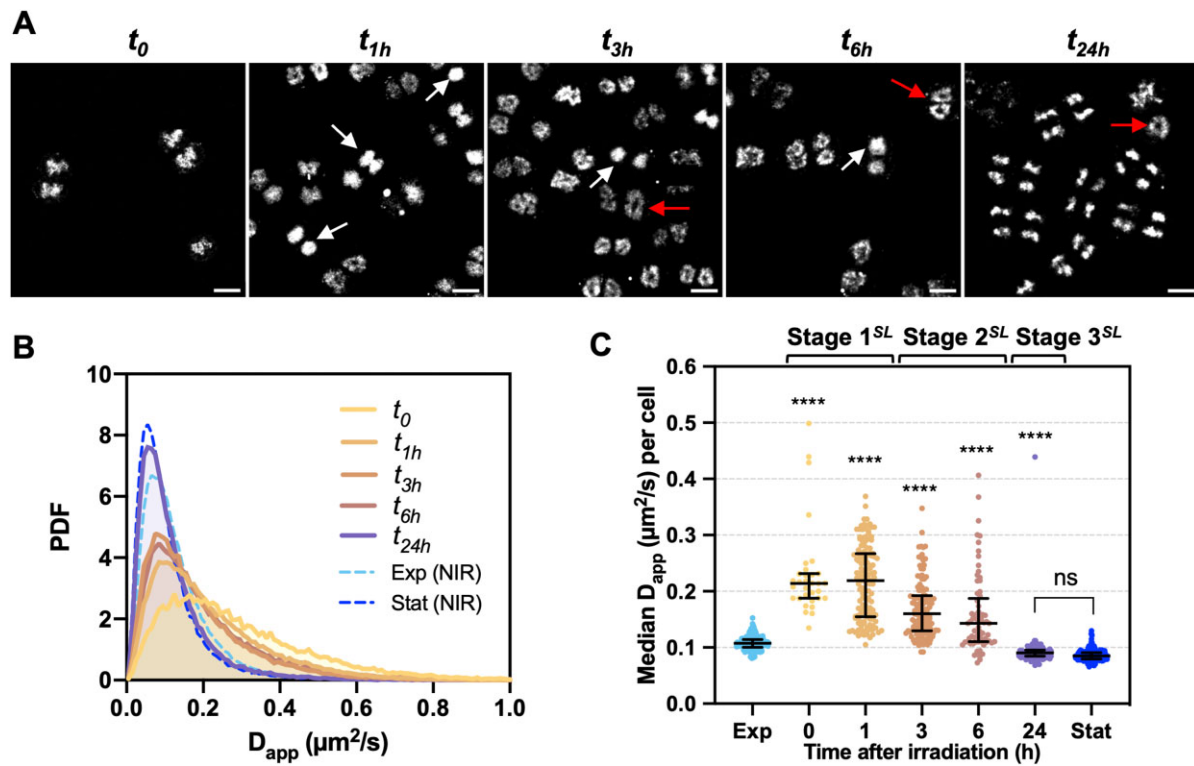 A
t0 t1h t3h t6h t24h
B
PDF
10
8
6
4
2
0
0.0 0.2 0.4 0.6 0.8 1.0
Dapp (µm²/s)
t0
t1h
t3h
t6h
t24h
Exp (NIR)
Stat (NIR)
C
Stage 1SL Stage 2SL Stage 3SL
Median Dapp (µm²/s) per cell
0.6
0.5
0.4
0.3
0.2
0.1
0.0
****
****
****
****
****
ns
Exp 0 1 3 6 24 Stat
Time after irradiation (h)